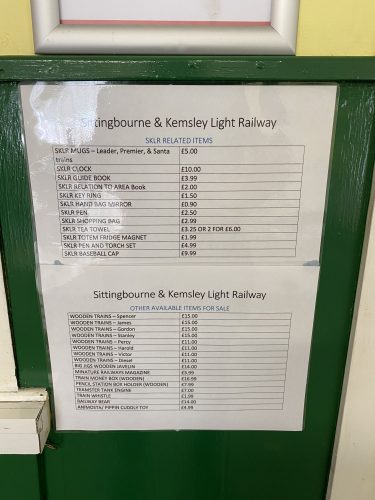 Sittingbourne & Kemsley Light Railway
SKLR RELATED ITEMS
SKLR MUGS – Leader, Premier, & Santa trains £5.00
SKLR CLOCK £10.00
SKLR GUIDE BOOK £3.99
SKLR RELATION TO AREA Book £2.00
SKLR KEY RING £1.50
SKLR HAND BAG MIRROR £0.90
SKLR PEN £2.50
SKLR SHOPPING BAG £2.99
SKLR TEA TOWEL £3.25 OR 2 FOR £6.00
SKLR TOTEM FRIDGE MAGNET £1.99
SKLR PEN AND TORCH SET £4.99
SKLR BASEBALL CAP £9.99
Sittingbourne & Kemsley Light Railway
OTHER AVAILABLE ITEMS FOR SALE
WOODEN TRAINS – Spencer £15.00
WOODEN TRAINS – James £15.00
WOODEN TRAINS – Gordon £15.00
WOODEN TRAINS – Stanley £15.00
WOODEN TRAINS – Percy £11.00
WOODEN TRAINS – Harold £11.00
WOODEN TRAINS – Victor £11.00
WOODEN TRAINS – Diesel £11.00
BIG JIGS WOODEN JAVELIN £14.00
MINATURE RAILWAYS MAGAZINE £3.99
TRAIN MONEY BOX (WOODEN) £16.99
PENCIL STATION BOX HOLDER (WOODEN) £7.99
TEAMSTER TANK ENGINE £7.00
TRAIN WHISTLE £1.99
RAILWAY BEAR £14.00
ANIMOSTA/ PIPPIN CUDDLY TOY £4.99